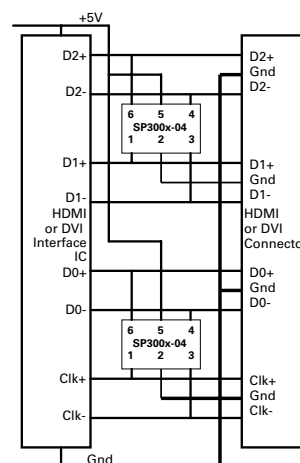 +5V
D2+ D2+
Gnd
D2- D2-
6 5 4
SP300x-04
1 2 3
D1+ D1+
Gnd
D1- D1-
HDMI HDMI
or DVI or DVI
Interface Connecto
IC
D0+ D0+
Gnd
D0- D0-
6 5 4
SP300x-04
1 2 3
Clk+ Clk+
Gnd
Clk- Clk-
Gnd